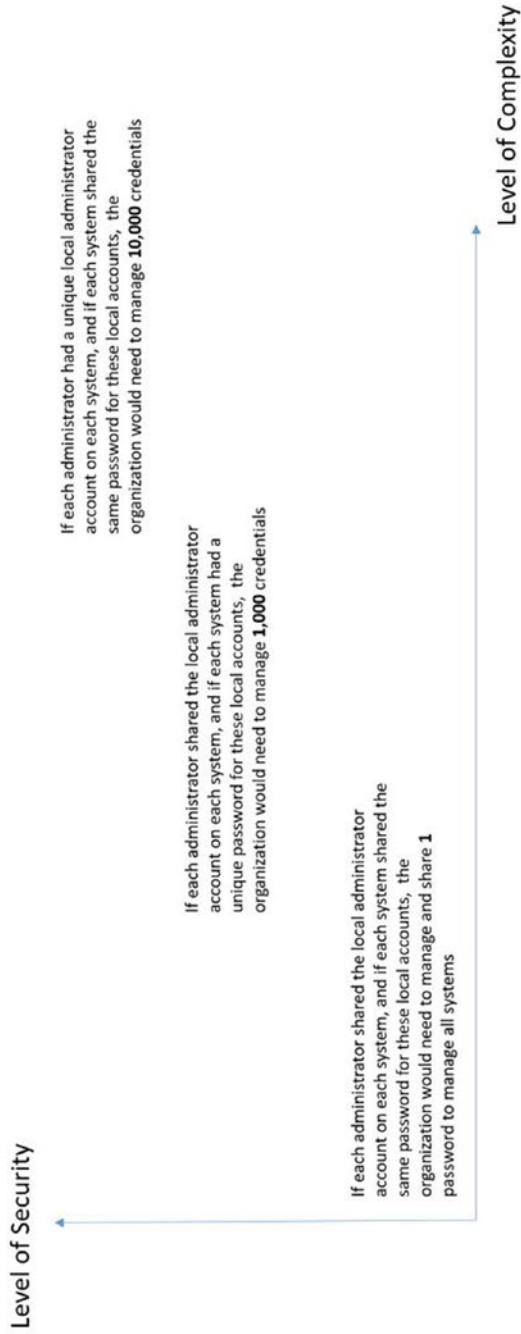 Level of Security
If each administrator had a unique local administrator
account on each system, and if each system shared the
same password for these local accounts, the
organization would need to manage 10,000 credentials
If each administrator shared the local administrator
account on each system, and if each system had a
unique password for these local accounts, the
organization would need to manage 1,000 credentials
If each administrator shared the local administrator
account on each system, and if each system shared the
same password for these local accounts, the
organization would need to manage and share 1
password to manage all systems
Level of Complexity